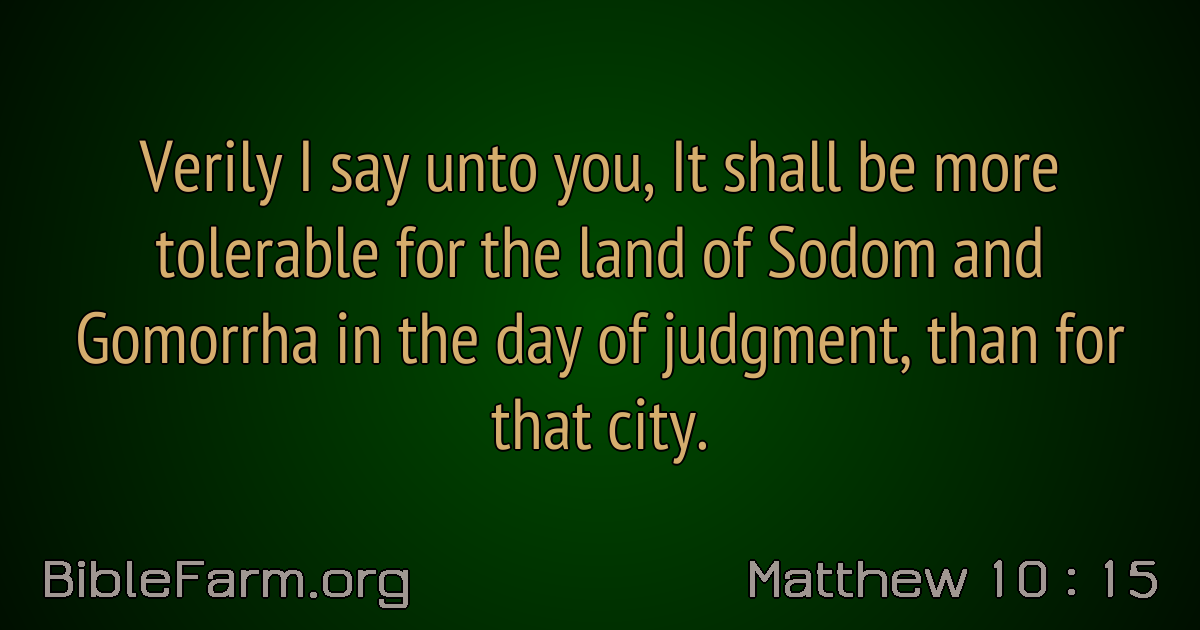 Verily I say unto you, It shall be more
tolerable for the land of Sodom and
Gomorrha in the day of judgment, than for
that city.
BibleFarm.org
Matthew 10 : 15